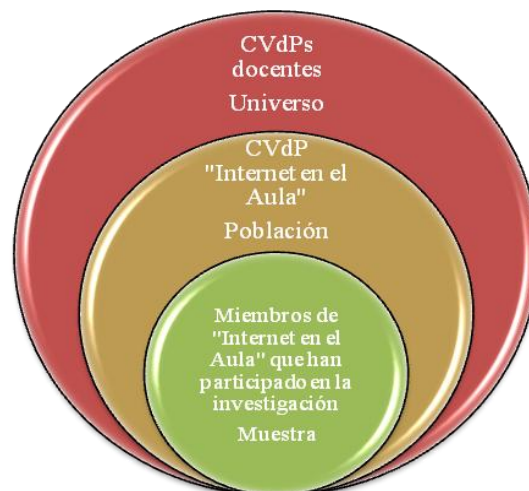 CVdPs
docentes
Universo
CVdP
"Internet en el
Aula"
Población
Miembros de
"Internet en el
Aula" que han
participado en la
investigación
Muestra